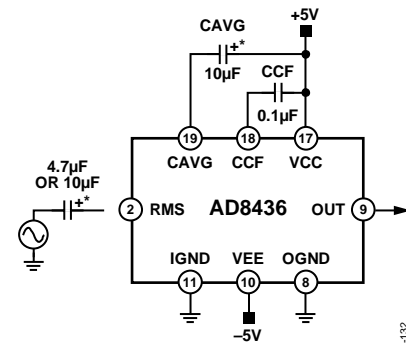 CAVG
+5V
+*
10µF
CCF
0.1µF
19
18
17
CAVG
CCF
VCC
4.7µF
OR 10µF
+*
2
RMS
AD8436
OUT
9
IGND
VEE
OGND
11
10
8
–5V
-132